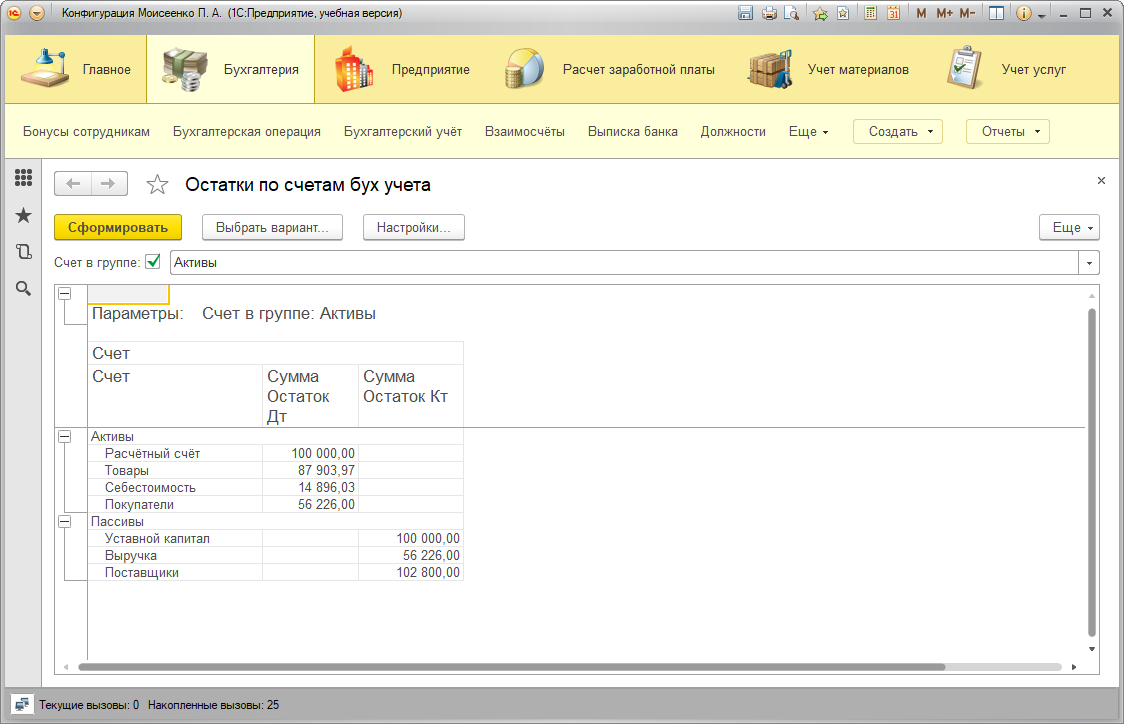 Конфигурация Моисеенко П. А. (1С:Предприятие, учебная версия)
M M+ M-
Главное Бухгалтерия Предприятие Расчет заработной платы Учет материалов Учет услуг
Бонусы сотрудникам Бухгалтерская операция Бухгалтерский учёт Взаимосчёты Выписка банка Должности Еще Создать Отчеты
Остатки по счетам бух учета
Сформировать Выбрать вариант... Настройки... Еще
Счет в группе: Активы
Параметры: Счет в группе: Активы
Счет
Счет Сумма Остаток Дт Сумма Остаток Кт
Активы
Расчётный счёт 100 000,00
Товары 87 903,97
Себестоимость 14 896,03
Покупатели 56 226,00
Пассивы
Уставной капитал 100 000,00
Выручка 56 226,00
Поставщики 102 800,00
Текущие вызовы: 0 Накопленные вызовы: 25